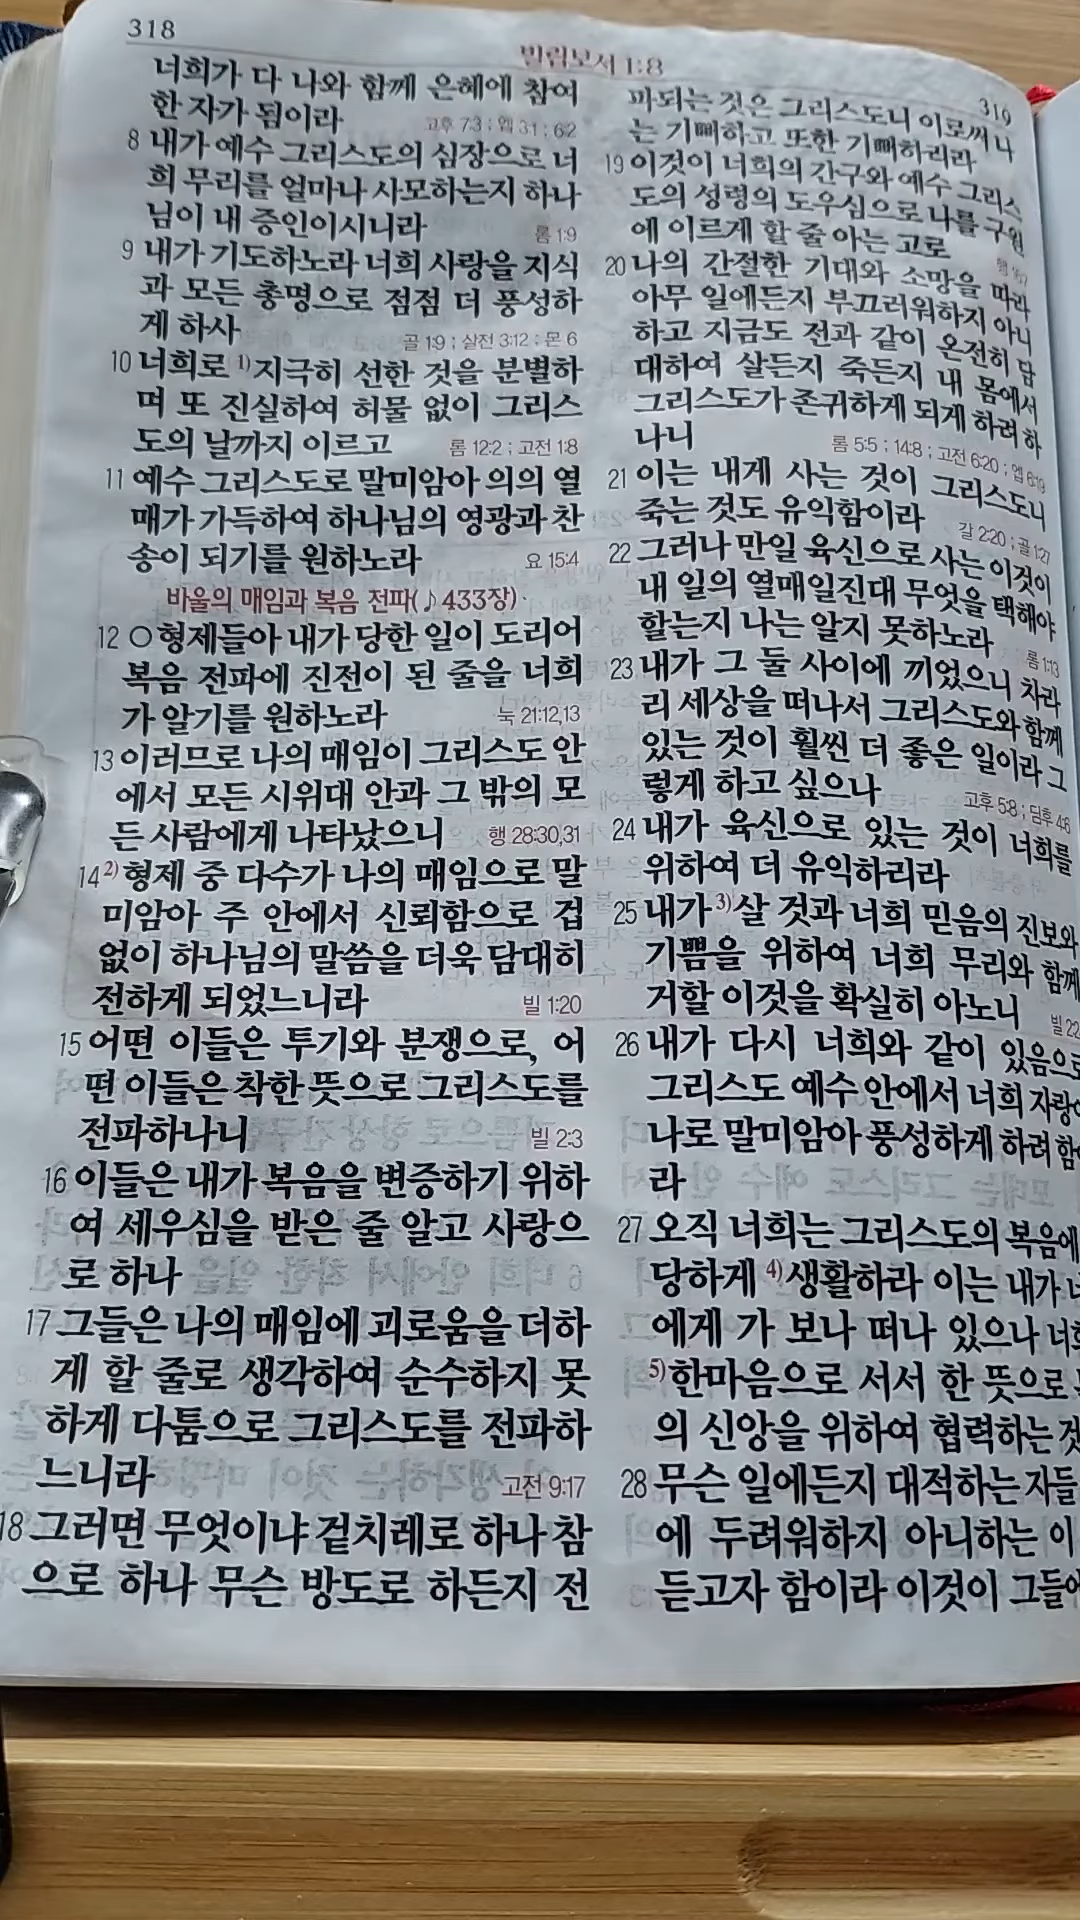 318
빌립보서 1:8
319
너희가 다 나와 함께 은혜에 참여
한 자가 됨이라 고후 7:3 ; 엡 3:1 ; 6:2
8 내가 예수 그리스도의 심장으로 너
희 무리를 얼마나 사모하는지 하나
님이 내 증인이시니라 롬 1:9
9 내가 기도하노라 너희 사랑을 지식
과 모든 총명으로 점점 더 풍성하
게 하사 골 1:9 ; 살전 3:12 ; 몬 6
10 너희로 1)지극히 선한 것을 분별하
며 또 진실하여 허물 없이 그리스
도의 날까지 이르고 롬 12:2 ; 고전 1:8
11 예수 그리스도로 말미암아 의의 열
매가 가득하여 하나님의 영광과 찬
송이 되기를 원하노라 요 15:4
바울의 매임과 복음 전파(♪433장)
12 ○형제들아 내가 당한 일이 도리어
복음 전파에 진전이 된 줄을 너희
가 알기를 원하노라 눅 21:12,13
13 이러므로 나의 매임이 그리스도 안
에서 모든 시위대 안과 그 밖의 모
든 사람에게 나타났으니 행 28:30,31
14 2)형제 중 다수가 나의 매임으로 말
미암아 주 안에서 신뢰함으로 겁
없이 하나님의 말씀을 더욱 담대히
전하게 되었느니라 빌 1:20
15 어떤 이들은 투기와 분쟁으로, 어
떤 이들은 착한 뜻으로 그리스도를
전파하나니 빌 2:3
16 이들은 내가 복음을 변증하기 위하
여 세우심을 받은 줄 알고 사랑으
로 하나
17 그들은 나의 매임에 괴로움을 더하
게 할 줄로 생각하여 순수하지 못
하게 다툼으로 그리스도를 전파하
느니라 고전 9:17
18 그러면 무엇이냐 겉치레로 하나 참
으로 하나 무슨 방도로 하든지 전
파되는 것은 그리스도니 이로써 나
는 기뻐하고 또한 기뻐하리라
19 이것이 너희의 간구와 예수 그리스
도의 성령의 도우심으로 나를 구원
에 이르게 할 줄 아는 고로
20 나의 간절한 기대와 소망을 따라
아무 일에든지 부끄러워하지 아니
하고 지금도 전과 같이 온전히 담
대하여 살든지 죽든지 내 몸에서
그리스도가 존귀하게 되게 하려 하
나니 롬 5:5 ; 14:8 ; 고전 6:20 ; 엡 6:19
21 이는 내게 사는 것이 그리스도니
죽는 것도 유익함이라 갈 2:20 ; 골 1:27
22 그러나 만일 육신으로 사는 이것이
내 일의 열매일진대 무엇을 택해야
할는지 나는 알지 못하노라 롬 1:13
23 내가 그 둘 사이에 끼었으니 차라
리 세상을 떠나서 그리스도와 함께
있는 것이 훨씬 더 좋은 일이라 그
렇게 하고 싶으나 고후 5:8 ; 딤후 4:6
24 내가 육신으로 있는 것이 너희를
위하여 더 유익하리라
25 내가 3)살 것과 너희 믿음의 진보와
기쁨을 위하여 너희 무리와 함께
거할 이것을 확실히 아노니 빌 2:2
26 내가 다시 너희와 같이 있음으로
그리스도 예수 안에서 너희 자랑이
나로 말미암아 풍성하게 하려 함이
라
27 오직 너희는 그리스도의 복음에
당하게 4)생활하라 이는 내가 너
에게 가 보나 떠나 있으나 너희
5)한마음으로 서서 한 뜻으로
의 신앙을 위하여 협력하는 것
28 무슨 일에든지 대적하는 자들
에 두려워하지 아니하는 이
듣고자 함이라 이것이 그들에